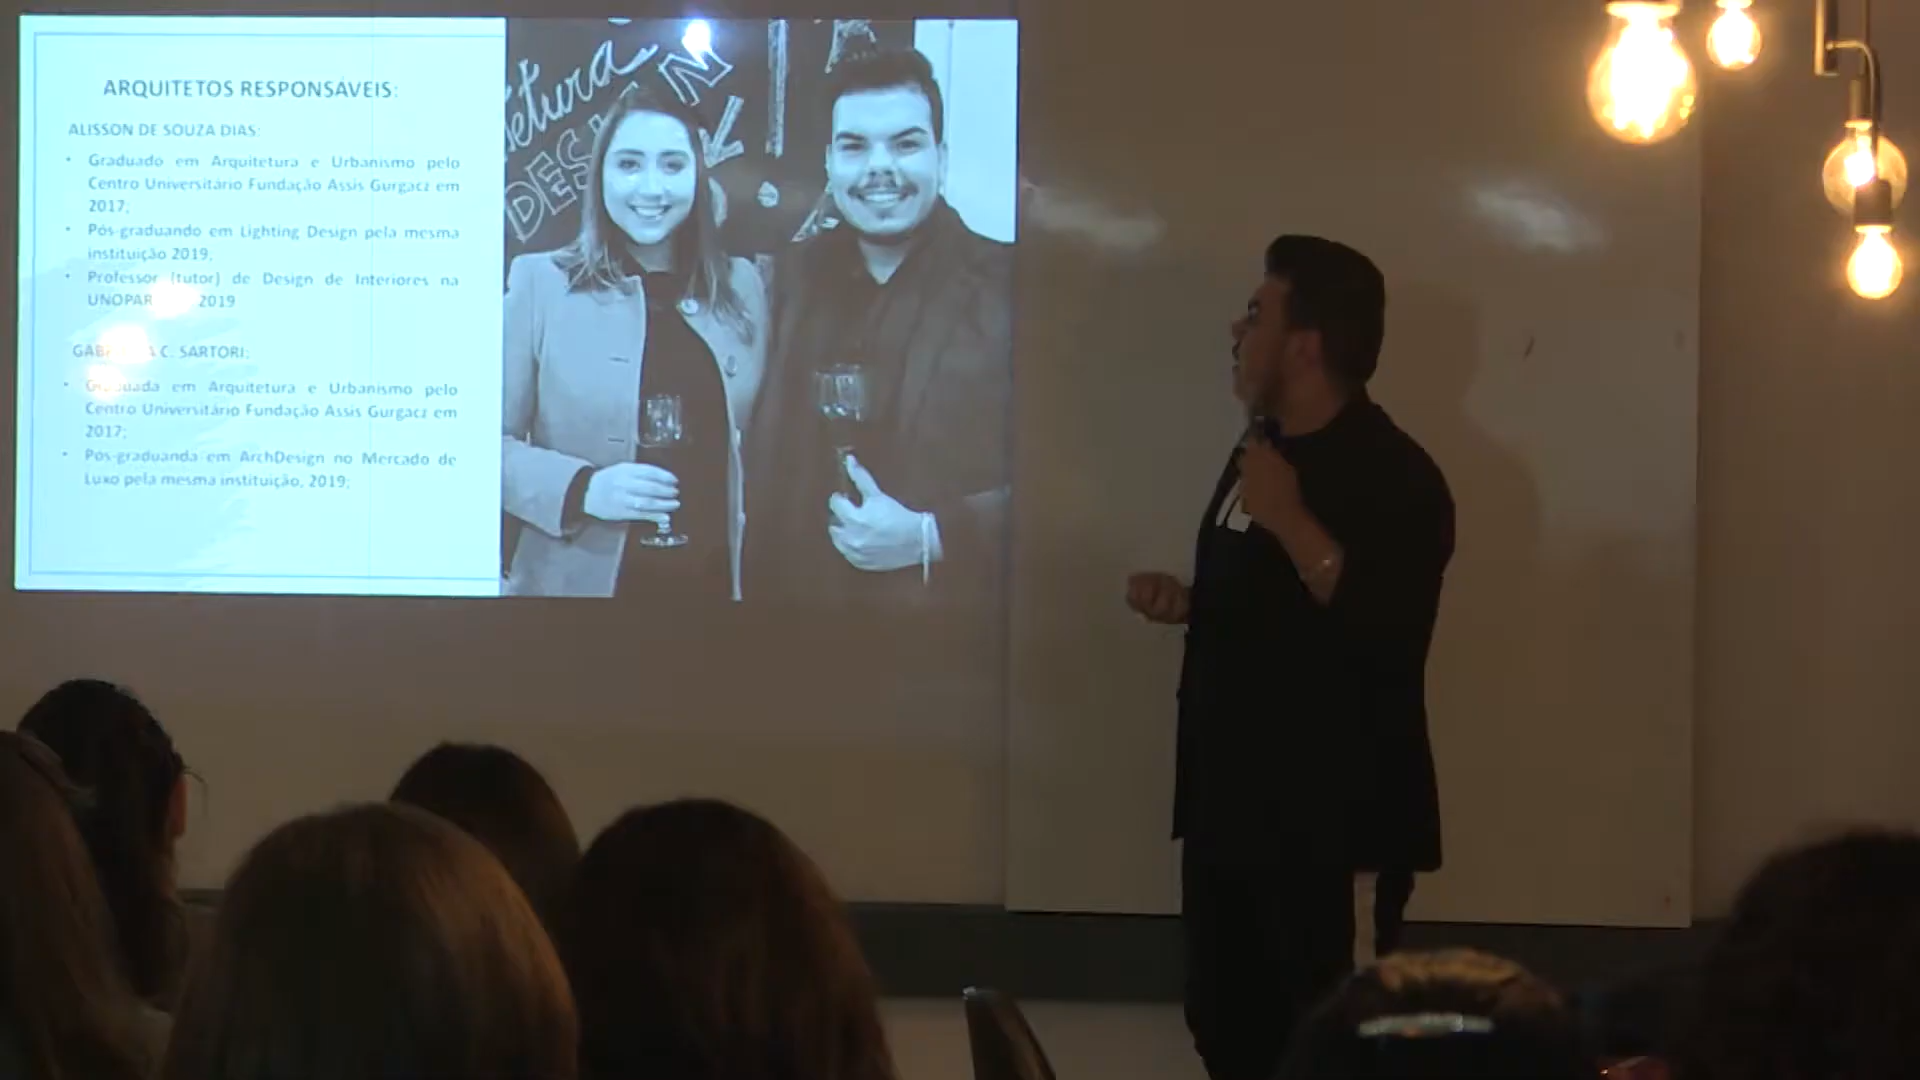 ARQUITETOS RESPONSÁVEIS:
ALISSON DE SOUZA DIAS:
• Graduado em Arquitetura e Urbanismo pelo
Centro Universitário Fundação Assis Gurgacz em
2017;
• Pós-graduando em Lighting Design pela mesma
instituição 2019;
• Professor (tutor) de Design de Interiores na
UNOPAR 2019
C. SARTORI:
• Graduada em Arquitetura e Urbanismo pelo
Centro Universitário Fundação Assis Gurgacz em
2017;
• Pós-graduanda em ArchDesign no Mercado de
Luxo pela mesma instituição, 2019;